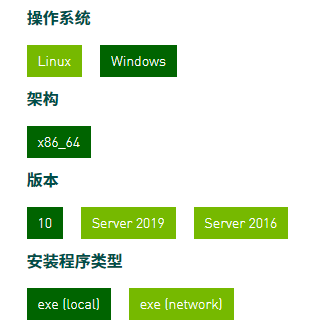 操作系统
Linux Windows
架构
x86_64
版本
10 Server 2019 Server 2016
安装程序类型
exe (local) exe (network)